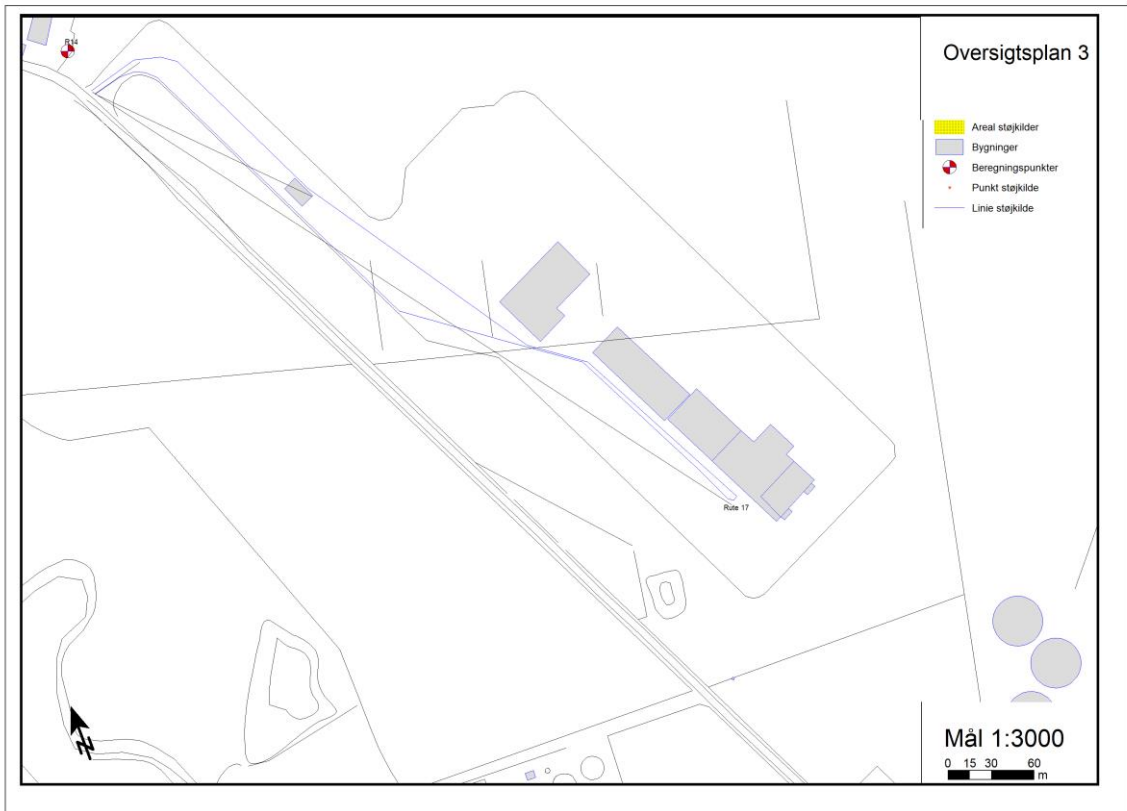 R14
Oversigtsplan 3
Areal støjkilder
Bygninger
Beregningspunkter
Punkt støjkilde
Linie støjkilde
Rute 17
N
Mål 1:3000
0 15 30 60
m